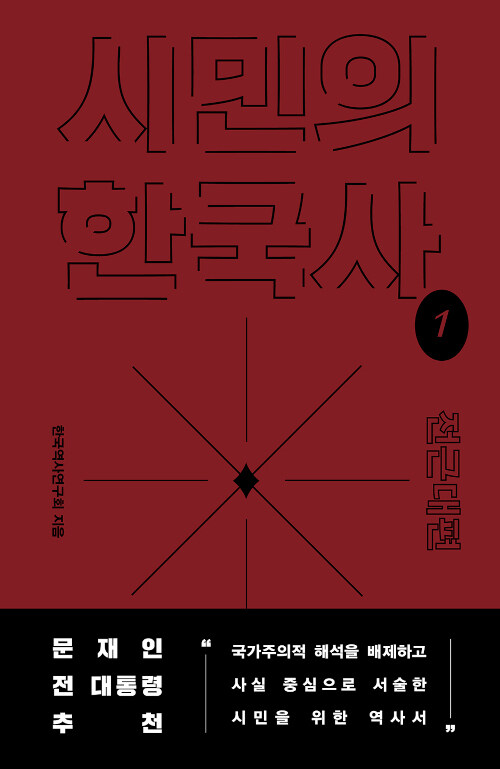 시민의
한국사
1
전근대편
한국역사연구회 지음
문재인
전 대통령
추천
“국가주의적 해석을 배제하고
사실 중심으로 서술한
시민을 위한 역사서”